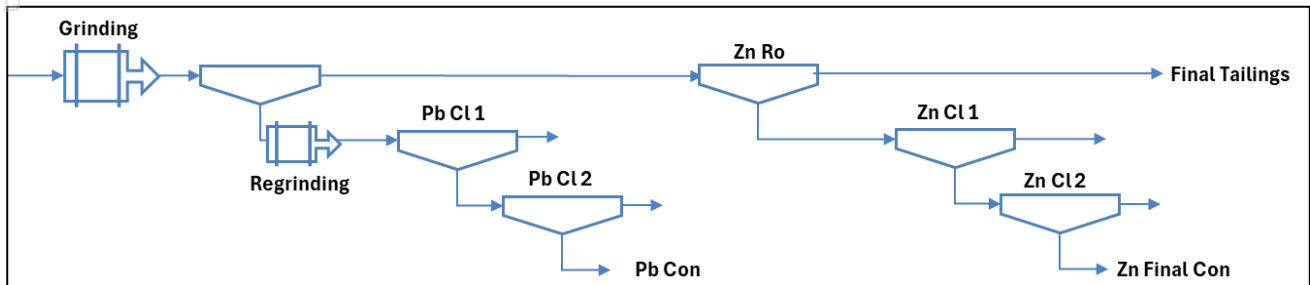 Grinding
Zn Ro
Final Tailings
Pb Cl 1
Zn Cl 1
Regrinding
Pb Cl 2
Zn Cl 2
Pb Con
Zn Final Con